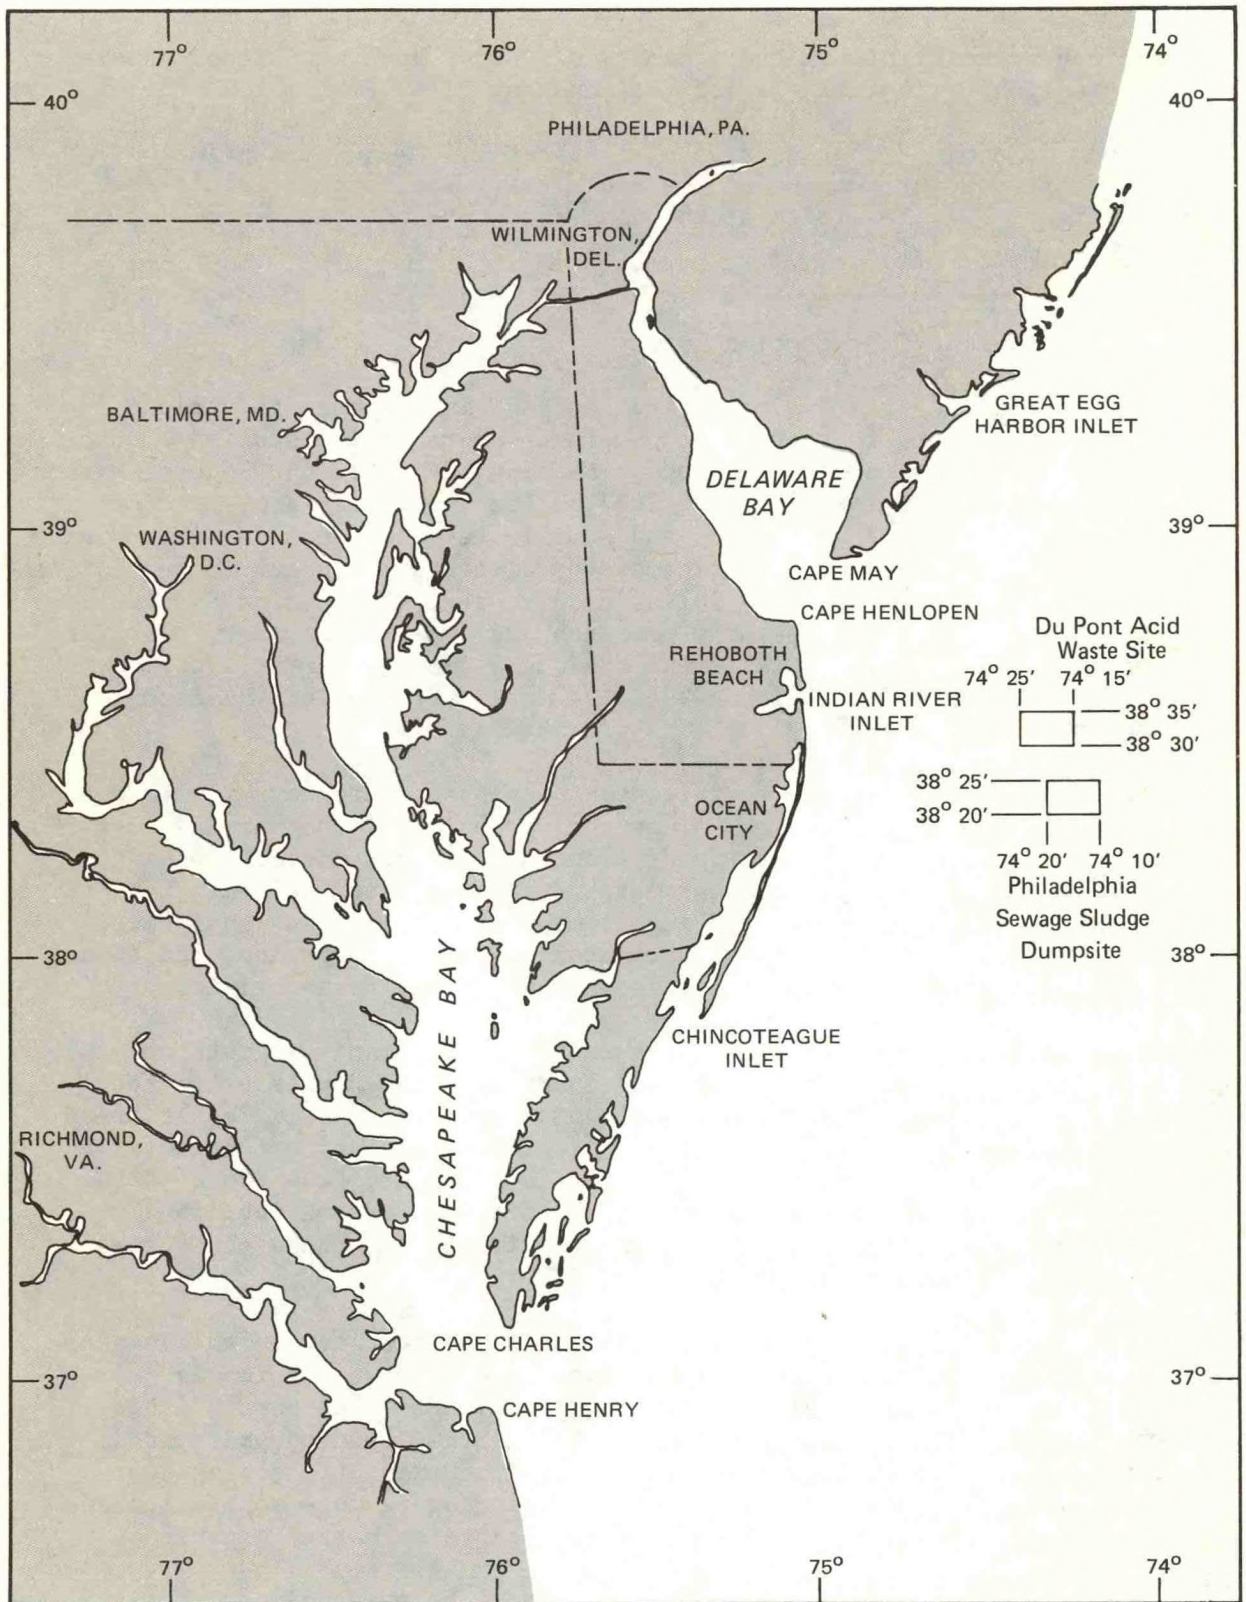 77°
76°
75°
74°
40°
40°
PHILADELPHIA, PA.
WILMINGTON,
DEL.
BALTIMORE, MD.
GREAT EGG
HARBOR INLET
DELAWARE
BAY
39°
39°
WASHINGTON,
D.C.
CAPE MAY
CAPE HENLOPEN
Du Pont Acid
Waste Site
74° 25′ 74° 15′
38° 35′
38° 30′
REHOBOTH
BEACH
INDIAN RIVER
INLET
38° 25′
38° 20′
74° 20′ 74° 10′
Philadelphia
Sewage Sludge
Dumpsite
OCEAN
CITY
38°
38°
CHESAPEAKE BAY
CHINCOTEAGUE
INLET
RICHMOND,
VA.
CAPE CHARLES
37°
37°
CAPE HENRY
77°
76°
75°
74°